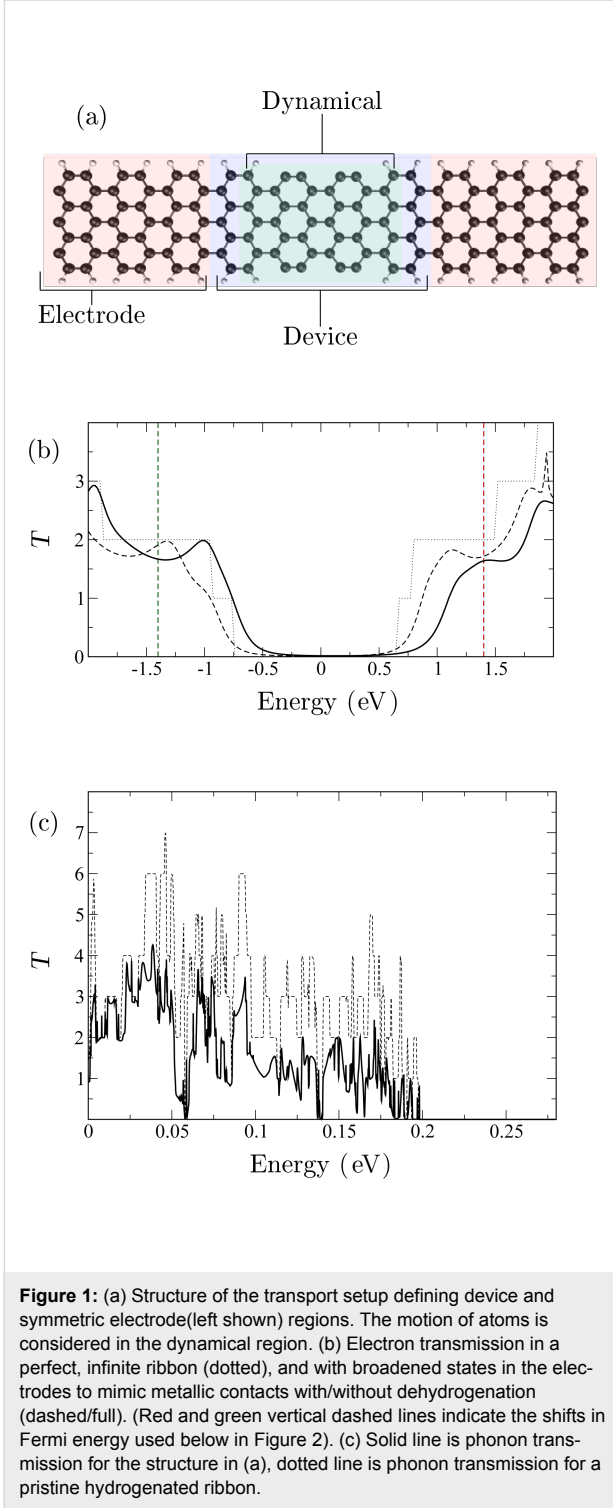 Dynamical
(a)
Electrode
Device
(b)
3
2
1
0
T
-1.5 -1 -0.5 0 0.5 1 1.5
Energy (eV)
(c)
7
6
5
4
3
2
1
T
0 0.05 0.1 0.15 0.2 0.25
Energy (eV)
Figure 1: (a) Structure of the transport setup defining device and
symmetric electrode(left shown) regions. The motion of atoms is
considered in the dynamical region. (b) Electron transmission in a
perfect, infinite ribbon (dotted), and with broadened states in the elec-
trodes to mimic metallic contacts with/without dehydrogenation
(dashed/full). (Red and green vertical dashed lines indicate the shifts in
Fermi energy used below in Figure 2). (c) Solid line is phonon trans-
mission for the structure in (a), dotted line is phonon transmission for a
pristine hydrogenated ribbon.